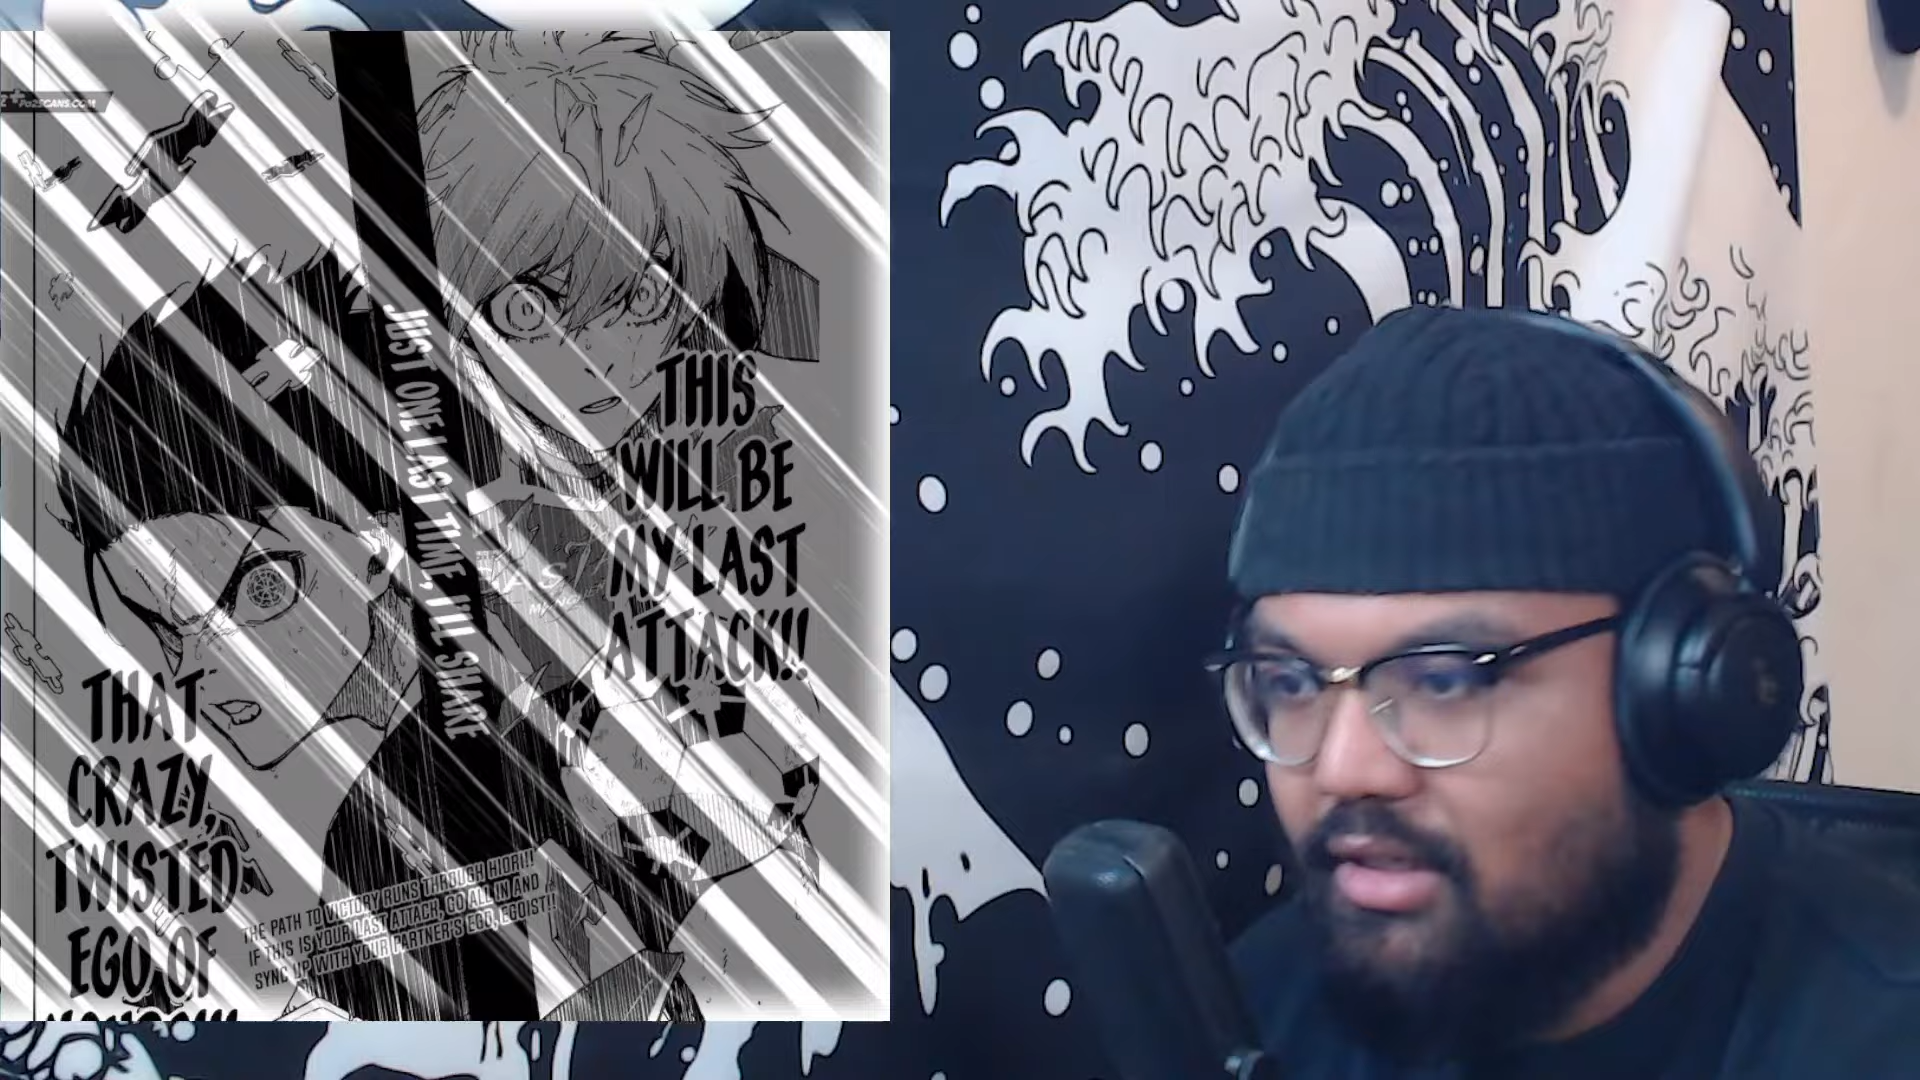 PO2SCANS.COM
THIS
WILL BE
MY LAST
ATTACK!!
JUST ONE LAST TIME, I'LL SHARE
THAT
CRAZY,
TWISTED
EGO OF
THE PATH TO VICTORY RUNS THROUGH HIORI!!
IF THIS IS YOUR LAST ATTACK, GO ALL IN AND
SYNC UP WITH YOUR PARTNER'S EGO, EGOIST!!